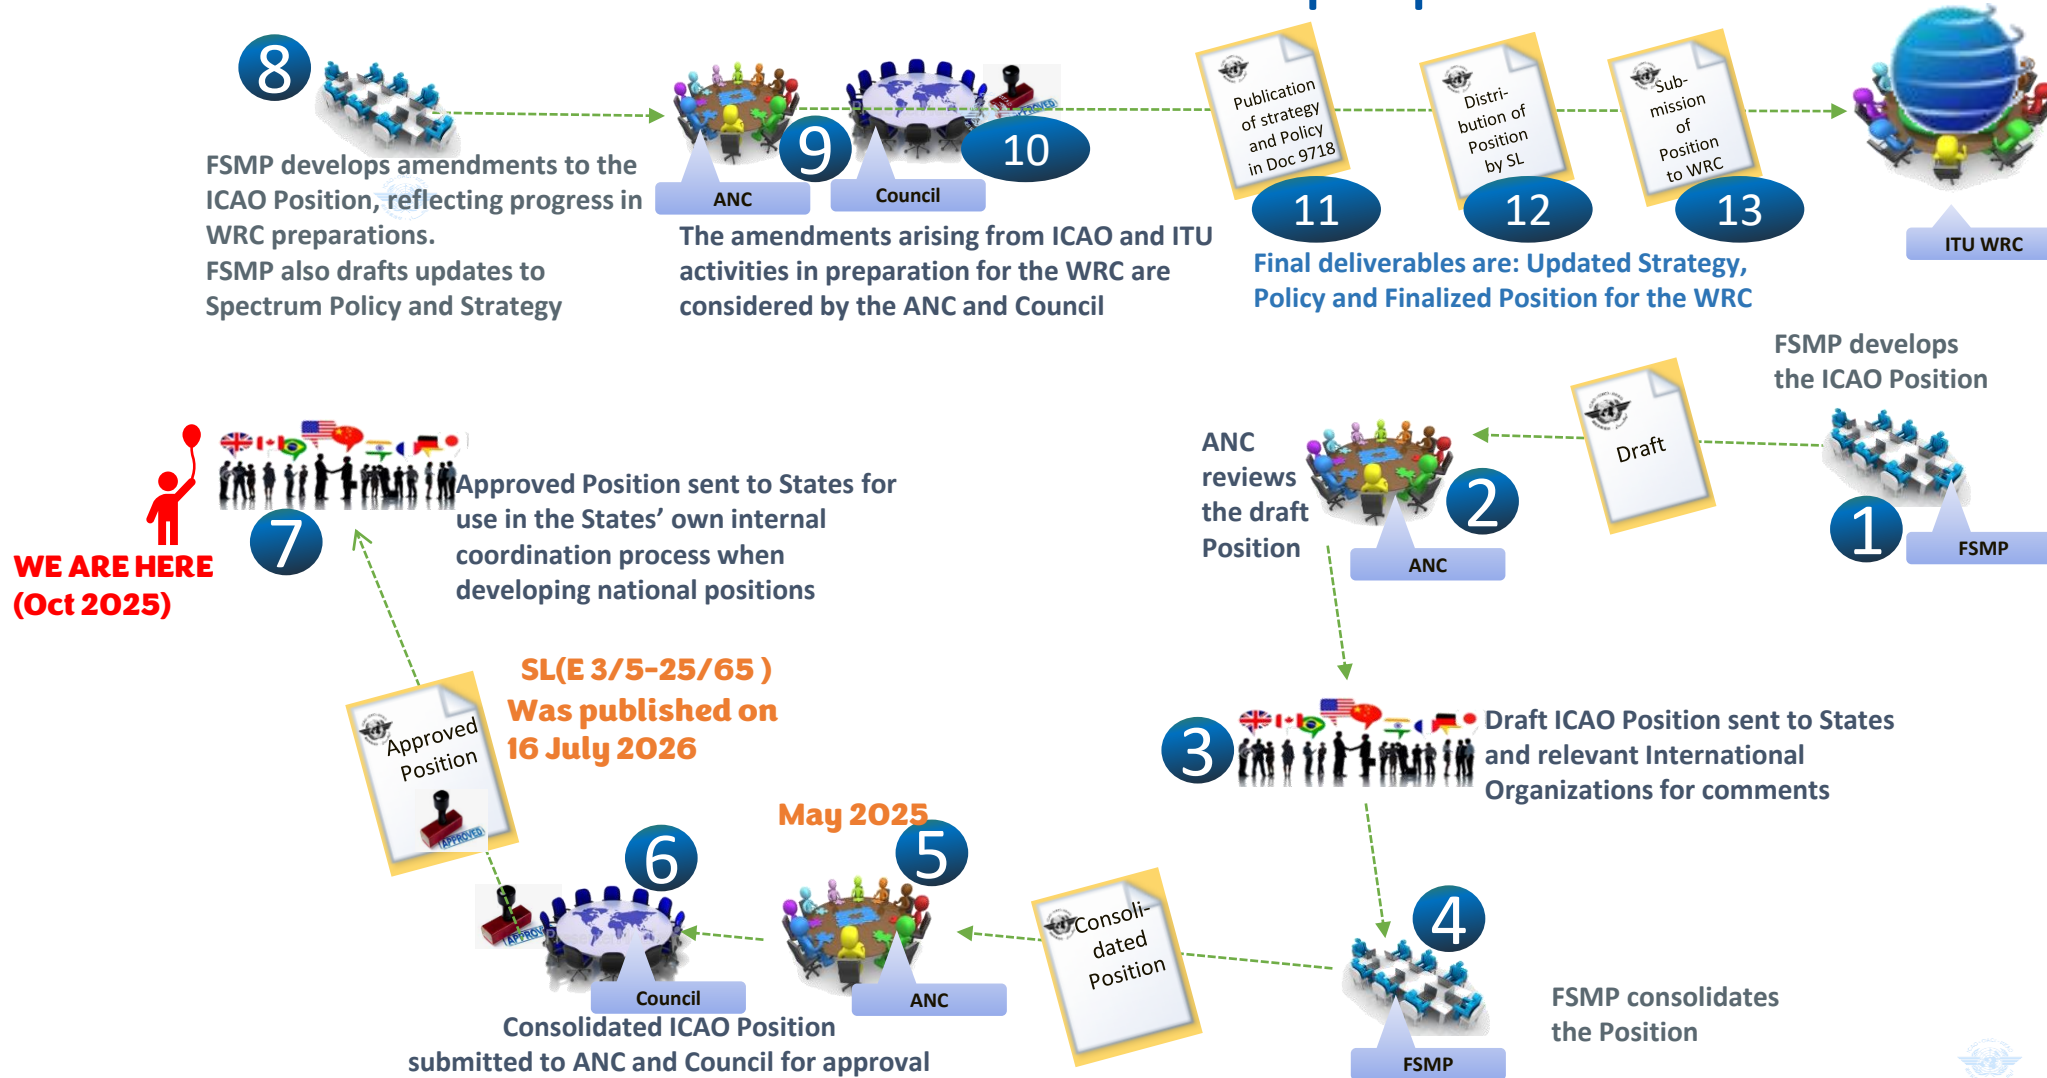 8
FSMP develops amendments to the
ICAO Position, reflecting progress in
WRC preparations.
FSMP also drafts updates to
Spectrum Policy and Strategy
ANC
9
Council
10
APPROVED
The amendments arising from ICAO and ITU
activities in preparation for the WRC are
considered by the ANC and Council
Publication
of strategy
and Policy
in Doc 9718
11
Distri-
bution of
Position
by SL
12
Sub-
mission
of
Position
to WRC
13
Final deliverables are: Updated Strategy,
Policy and Finalized Position for the WRC
ITU WRC
FSMP develops
the ICAO Position
1
FSMP
Draft
ANC
reviews
the draft
Position
2
ANC
3
Draft ICAO Position sent to States
and relevant International
Organizations for comments
4
FSMP
FSMP consolidates
the Position
Consoli-
dated
Position
May 2025
5
ANC
6
Council
Consolidated ICAO Position
submitted to ANC and Council for approval
Approved
Position
APPROVED
SL(E 3/5-25/65 )
Was published on
16 July 2026
7
Approved Position sent to States for
use in the States’ own internal
coordination process when
developing national positions
WE ARE HERE
(Oct 2025)